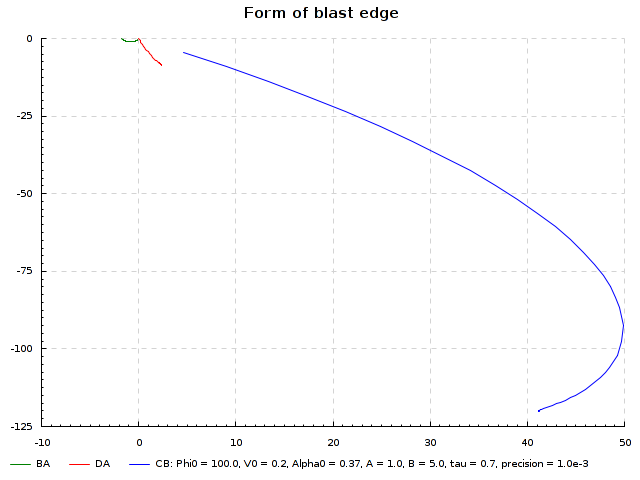 Form of blast edge
0
-25
-50
-75
-100
-125
-10 0 10 20 30 40 50
BA DA CB: Phi0 = 100.0, V0 = 0.2, Alpha0 = 0.37, A = 1.0, B = 5.0, tau = 0.7, precision = 1.0e-3